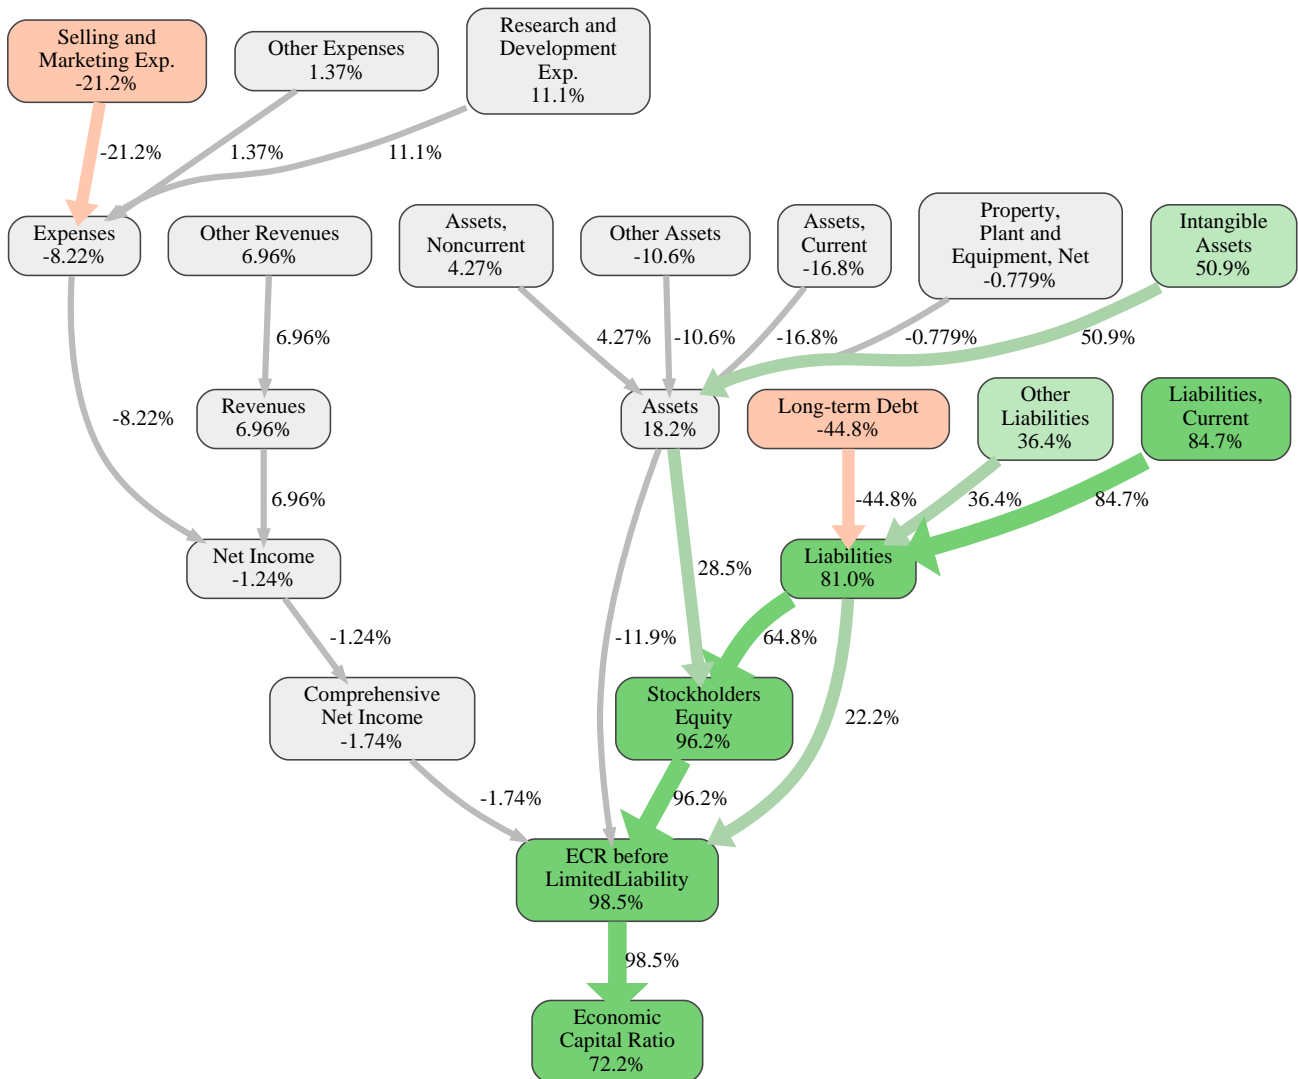 Selling and
Marketing Exp.
-21.2%
Other Expenses
1.37%
Research and
Development
Exp.
11.1%
-21.2%
1.37%
11.1%
Expenses
-8.22%
Other Revenues
6.96%
Assets,
Noncurrent
4.27%
Other Assets
-10.6%
Assets,
Current
-16.8%
Property,
Plant and
Equipment, Net
-0.779%
Intangible
Assets
50.9%
6.96%
4.27%
-10.6%
-16.8%
-0.779%
50.9%
-8.22%
Revenues
6.96%
Assets
18.2%
Long-term Debt
-44.8%
Other
Liabilities
36.4%
Liabilities,
Current
84.7%
6.96%
-44.8%
36.4%
84.7%
Net Income
-1.24%
Liabilities
81.0%
28.5%
-1.24%
-11.9%
64.8%
Comprehensive
Net Income
-1.74%
Stockholders
Equity
96.2%
22.2%
-1.74%
96.2%
ECR before
LimitedLiability
98.5%
98.5%
Economic
Capital Ratio
72.2%